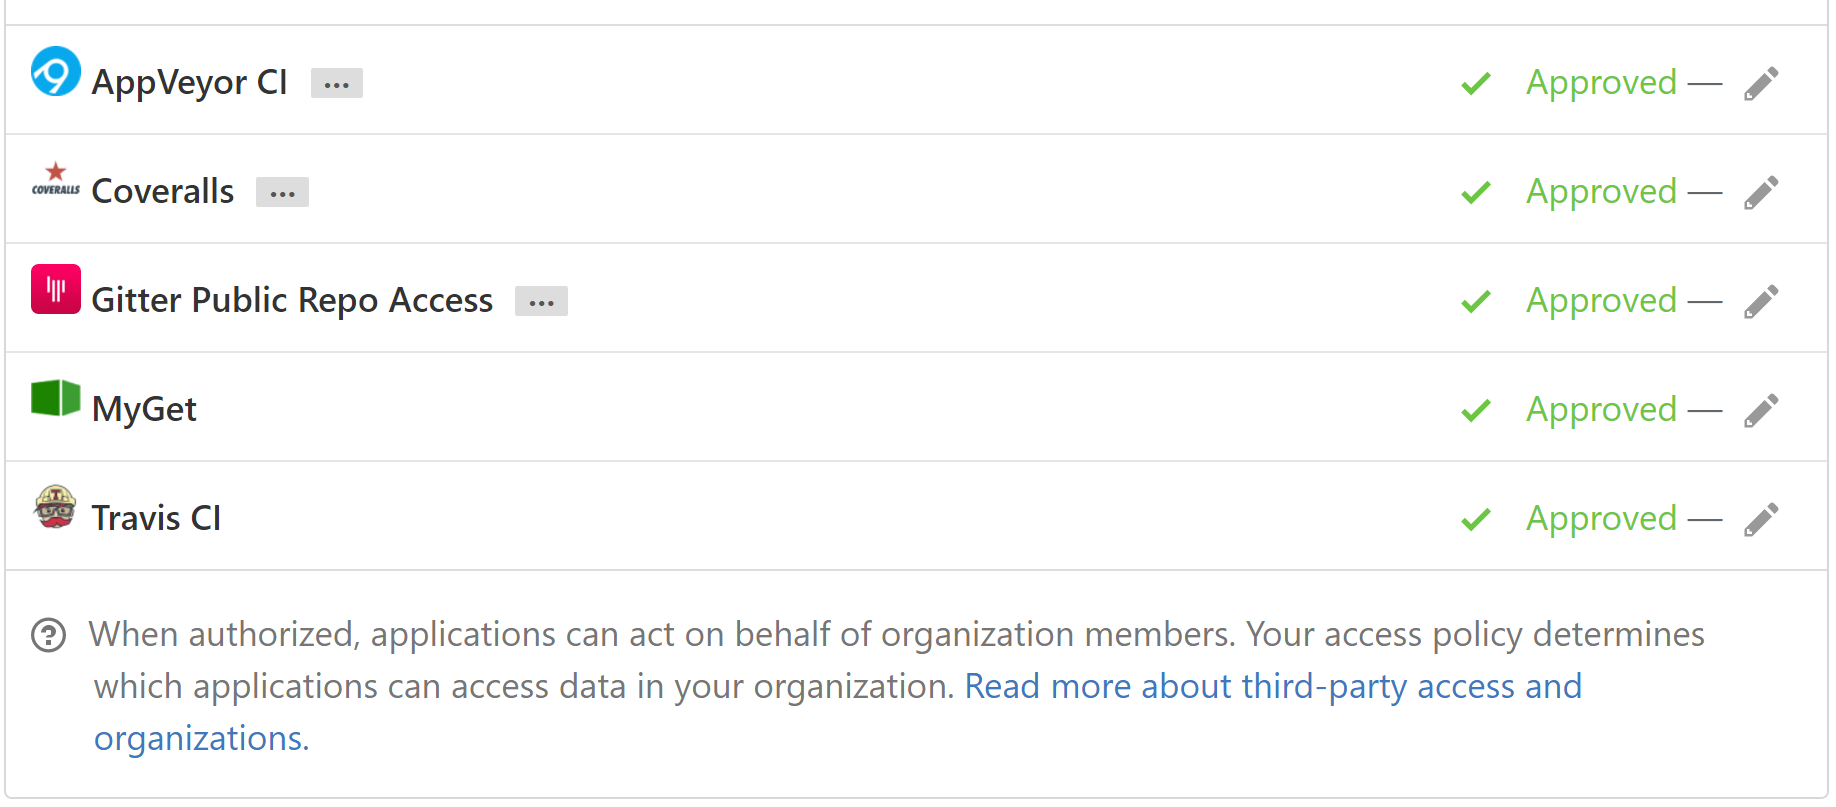 AppVeyor CI ... Approved —
COVERALLS Coveralls ... Approved —
Gitter Public Repo Access ... Approved —
MyGet Approved —
Travis CI Approved —
When authorized, applications can act on behalf of organization members. Your access policy determines
which applications can access data in your organization. Read more about third-party access and
organizations.